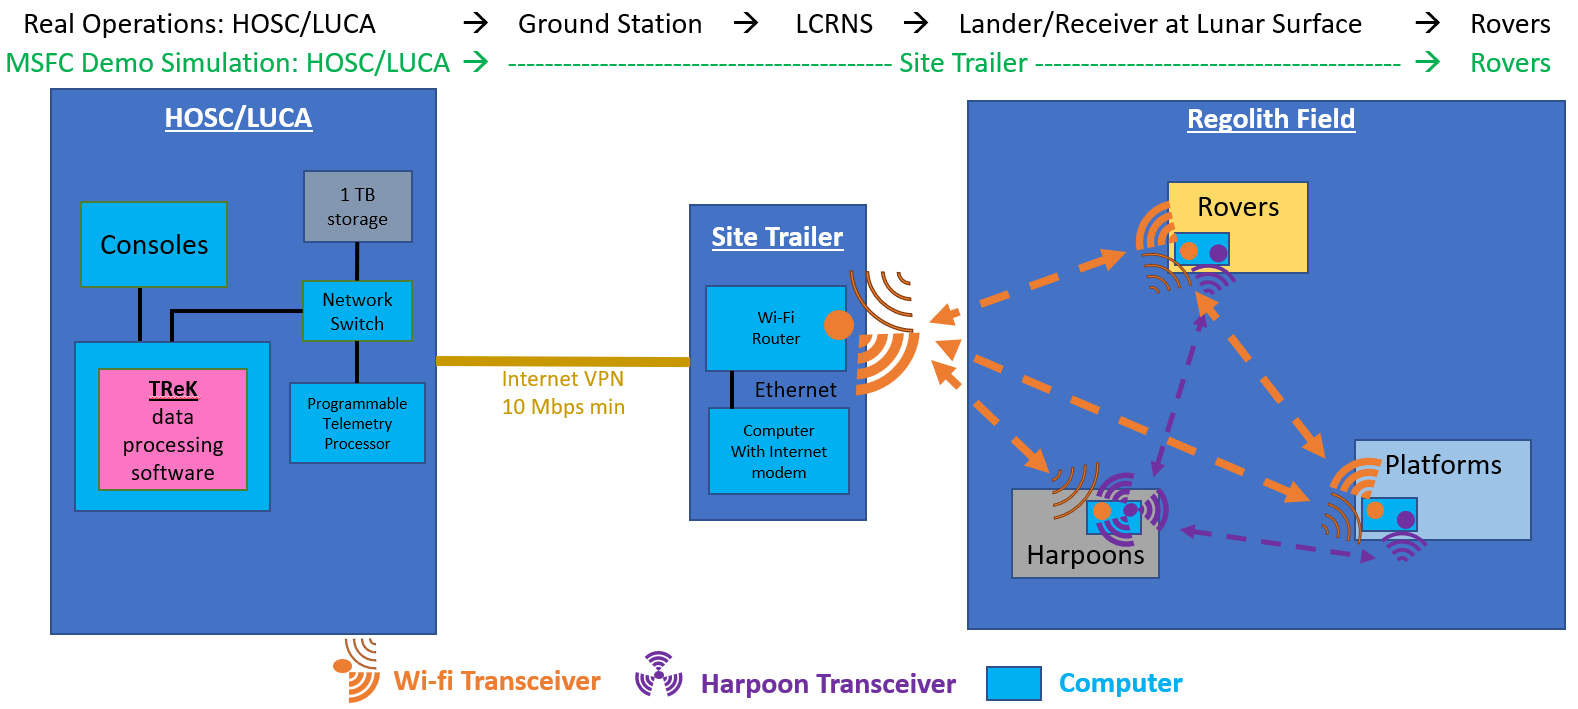 Real Operations: HOSC/LUCA → Ground Station → LCRNS → Lander/Receiver at Lunar Surface → Rovers
MSFC Demo Simulation: HOSC/LUCA → Site Trailer → Rovers
HOSC/LUCA
1 TB
storage
Consoles
Network
Switch
TReK
data
processing
software
Programmable
Telemetry
Processor
Internet VPN
10 Mbps min
Site Trailer
Wi-Fi
Router
Ethernet
Computer
With Internet
modem
Regolith Field
Rovers
Platforms
Harpoons
Wi-fi Transceiver
Harpoon Transceiver
Computer